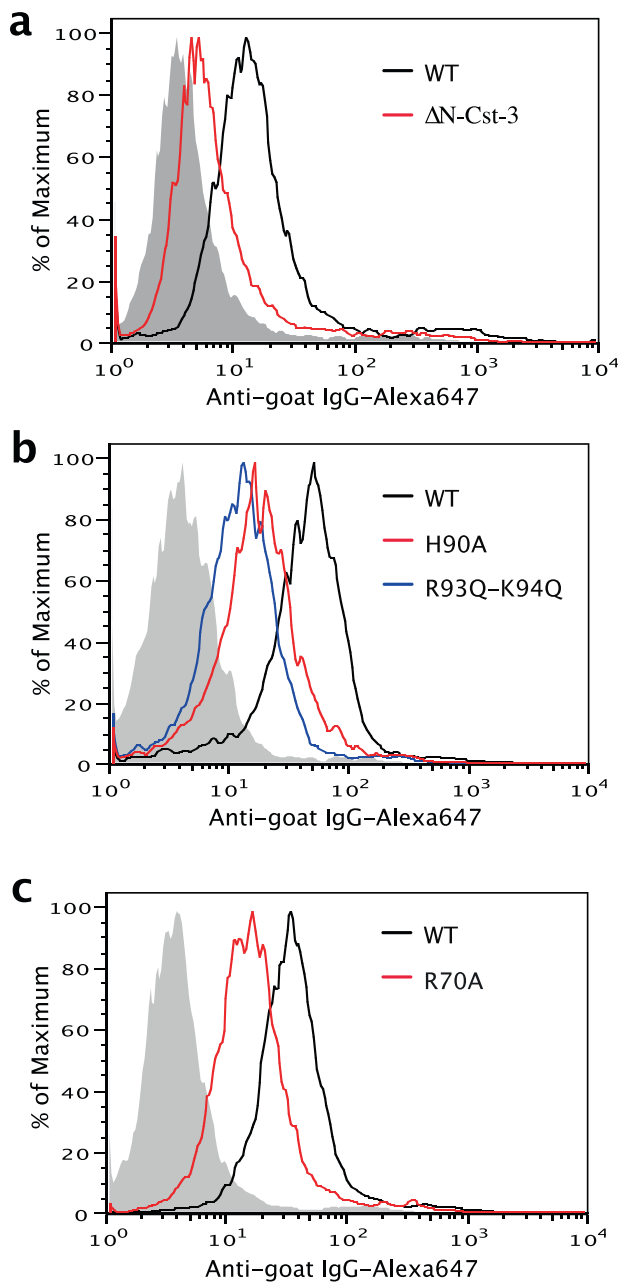 a
100
80
60
40
20
0
% of Maximum
WT
ΔN-Cst-3
10⁰ 10¹ 10² 10³ 10⁴
Anti-goat IgG-Alexa647
b
100
80
60
40
20
0
% of Maximum
WT
H90A
R93Q-K94Q
10⁰ 10¹ 10² 10³ 10⁴
Anti-goat IgG-Alexa647
c
100
80
60
40
20
0
% of Maximum
WT
R70A
10⁰ 10¹ 10² 10³ 10⁴
Anti-goat IgG-Alexa647